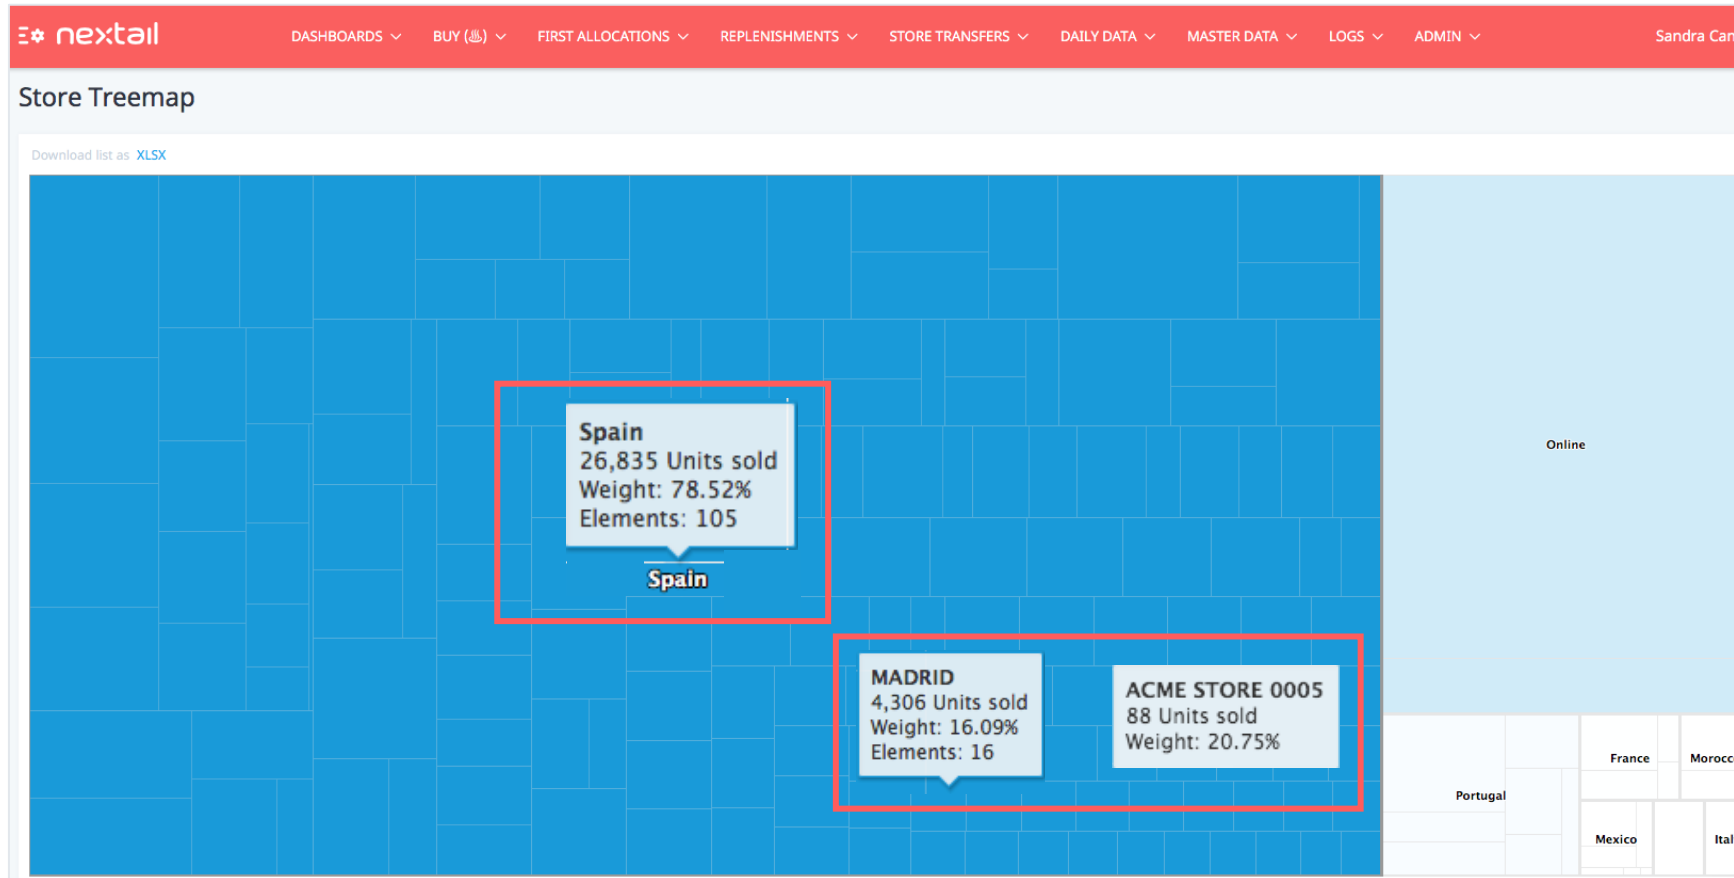 nextail
DASHBOARDS
BUY (♨)
FIRST ALLOCATIONS
REPLENISHMENTS
STORE TRANSFERS
DAILY DATA
MASTER DATA
LOGS
ADMIN
Sandra Can
Store Treemap
Download list as XLSX
Spain
26,835 Units sold
Weight: 78.52%
Elements: 105
Spain
MADRID
4,306 Units sold
Weight: 16.09%
Elements: 16
ACME STORE 0005
88 Units sold
Weight: 20.75%
Online
Portugal
France
Morocc
Mexico
Ital